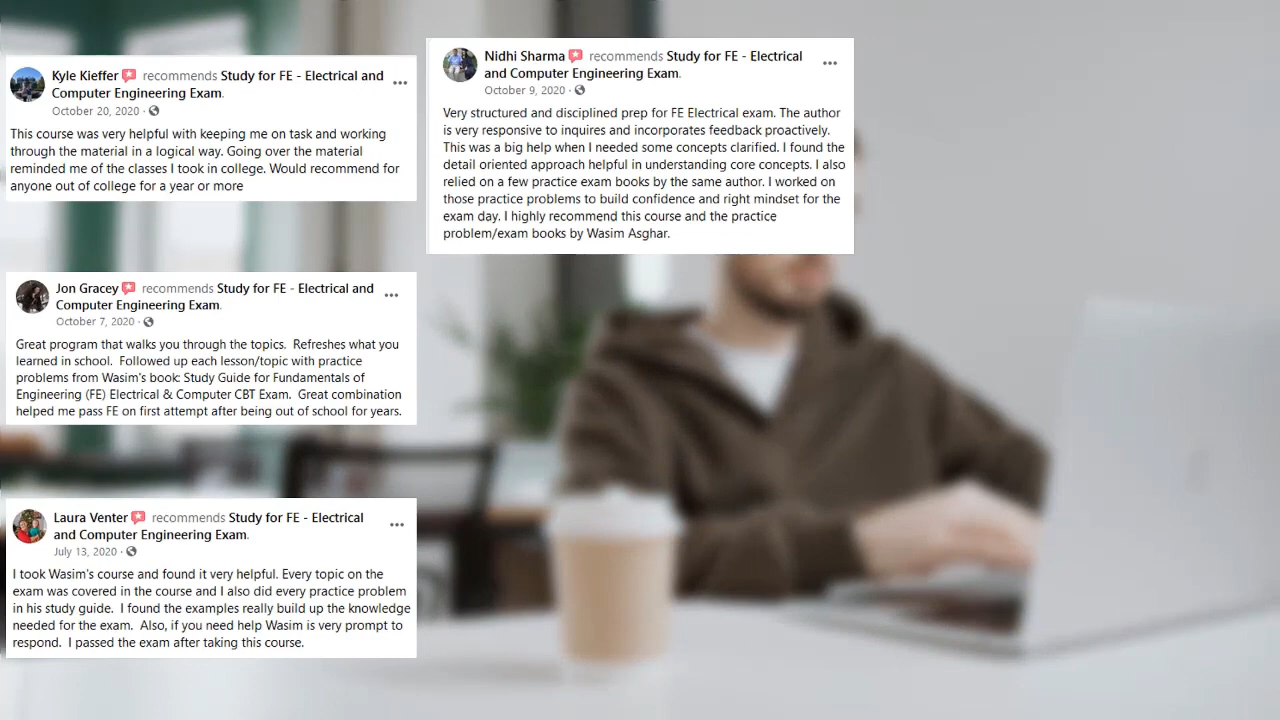 Kyle Kieffer recommends Study for FE - Electrical and
Computer Engineering Exam.
October 20, 2020 ·
This course was very helpful with keeping me on task and working
through the material in a logical way. Going over the material
reminded me of the classes I took in college. Would recommend for
anyone out of college for a year or more
Nidhi Sharma recommends Study for FE - Electrical
and Computer Engineering Exam.
October 9, 2020 ·
Very structured and disciplined prep for FE Electrical exam. The author
is very responsive to inquires and incorporates feedback proactively.
This was a big help when I needed some concepts clarified. I found the
detail oriented approach helpful in understanding core concepts. I also
relied on a few practice exam books by the same author. I worked on
those practice problems to build confidence and right mindset for the
exam day. I highly recommend this course and the practice
problem/exam books by Wasim Asghar.
Jon Gracey recommends Study for FE - Electrical and
Computer Engineering Exam.
October 7, 2020 ·
Great program that walks you through the topics. Refreshes what you
learned in school. Followed up each lesson/topic with practice
problems from Wasim's book: Study Guide for Fundamentals of
Engineering (FE) Electrical & Computer CBT Exam. Great combination
helped me pass FE on first attempt after being out of school for years.
Laura Venter recommends Study for FE - Electrical
and Computer Engineering Exam.
July 13, 2020 ·
I took Wasim's course and found it very helpful. Every topic on the
exam was covered in the course and I also did every practice problem
in his study guide. I found the examples really build up the knowledge
needed for the exam. Also, if you need help Wasim is very prompt to
respond. I passed the exam after taking this course.